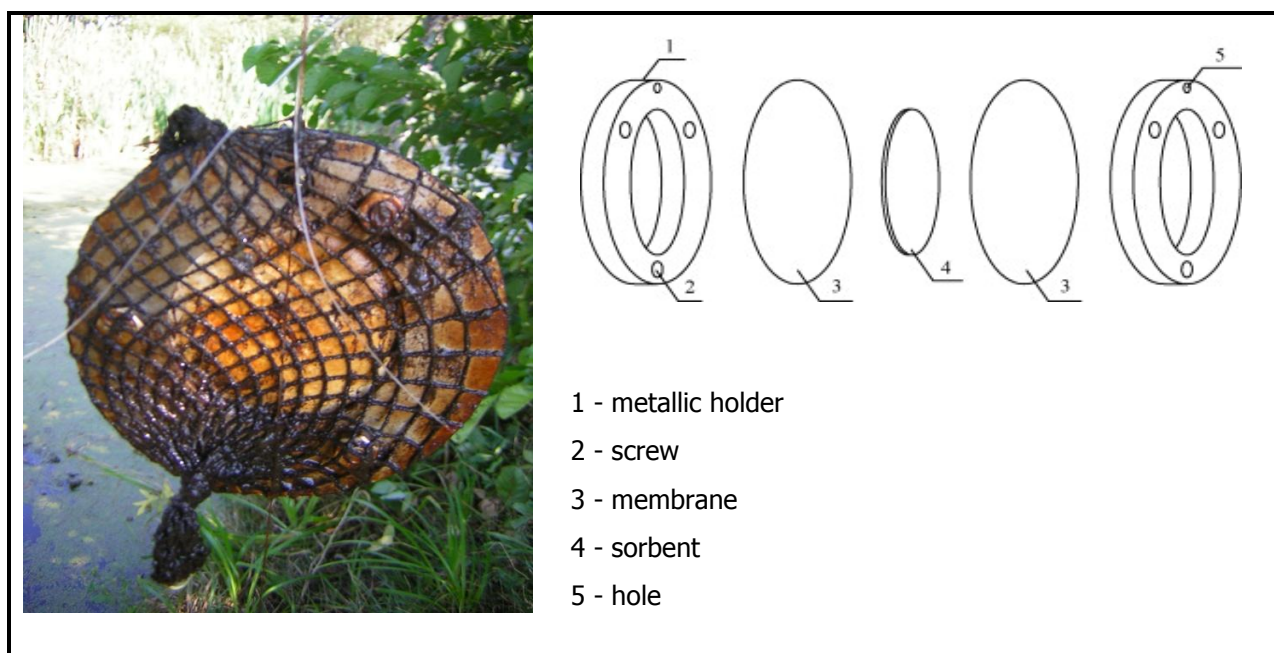 1
5
2
3
4
3
1 - metallic holder
2 - screw
3 - membrane
4 - sorbent
5 - hole